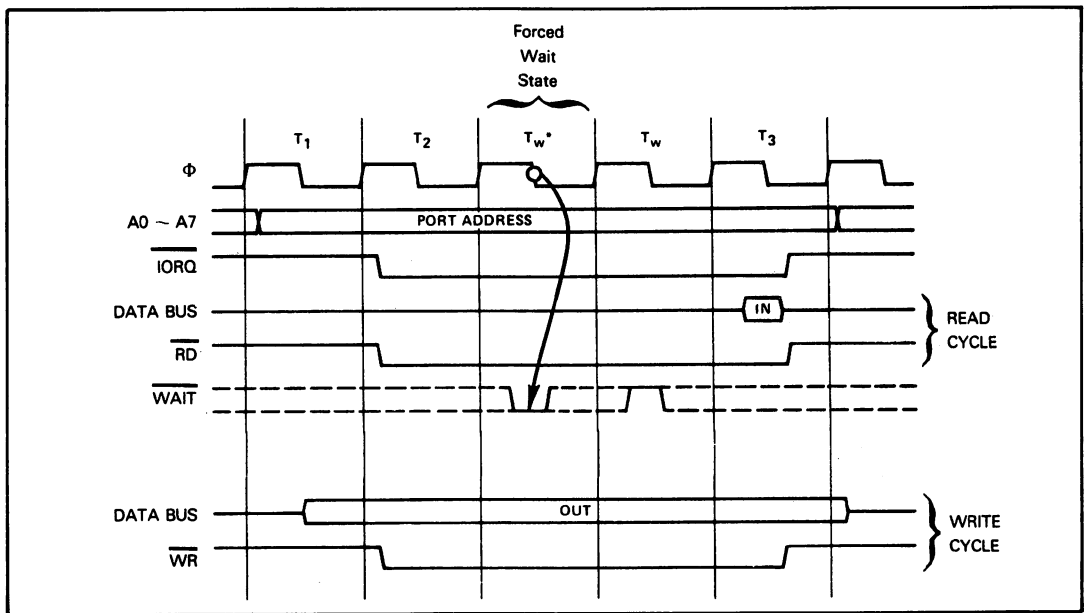 Forced
Wait
State
T1 T2 Tw* Tw T3
Φ
A0 ~ A7 PORT ADDRESS
IORQ
DATA BUS IN READ
RD CYCLE
WAIT
DATA BUS OUT WRITE
WR CYCLE